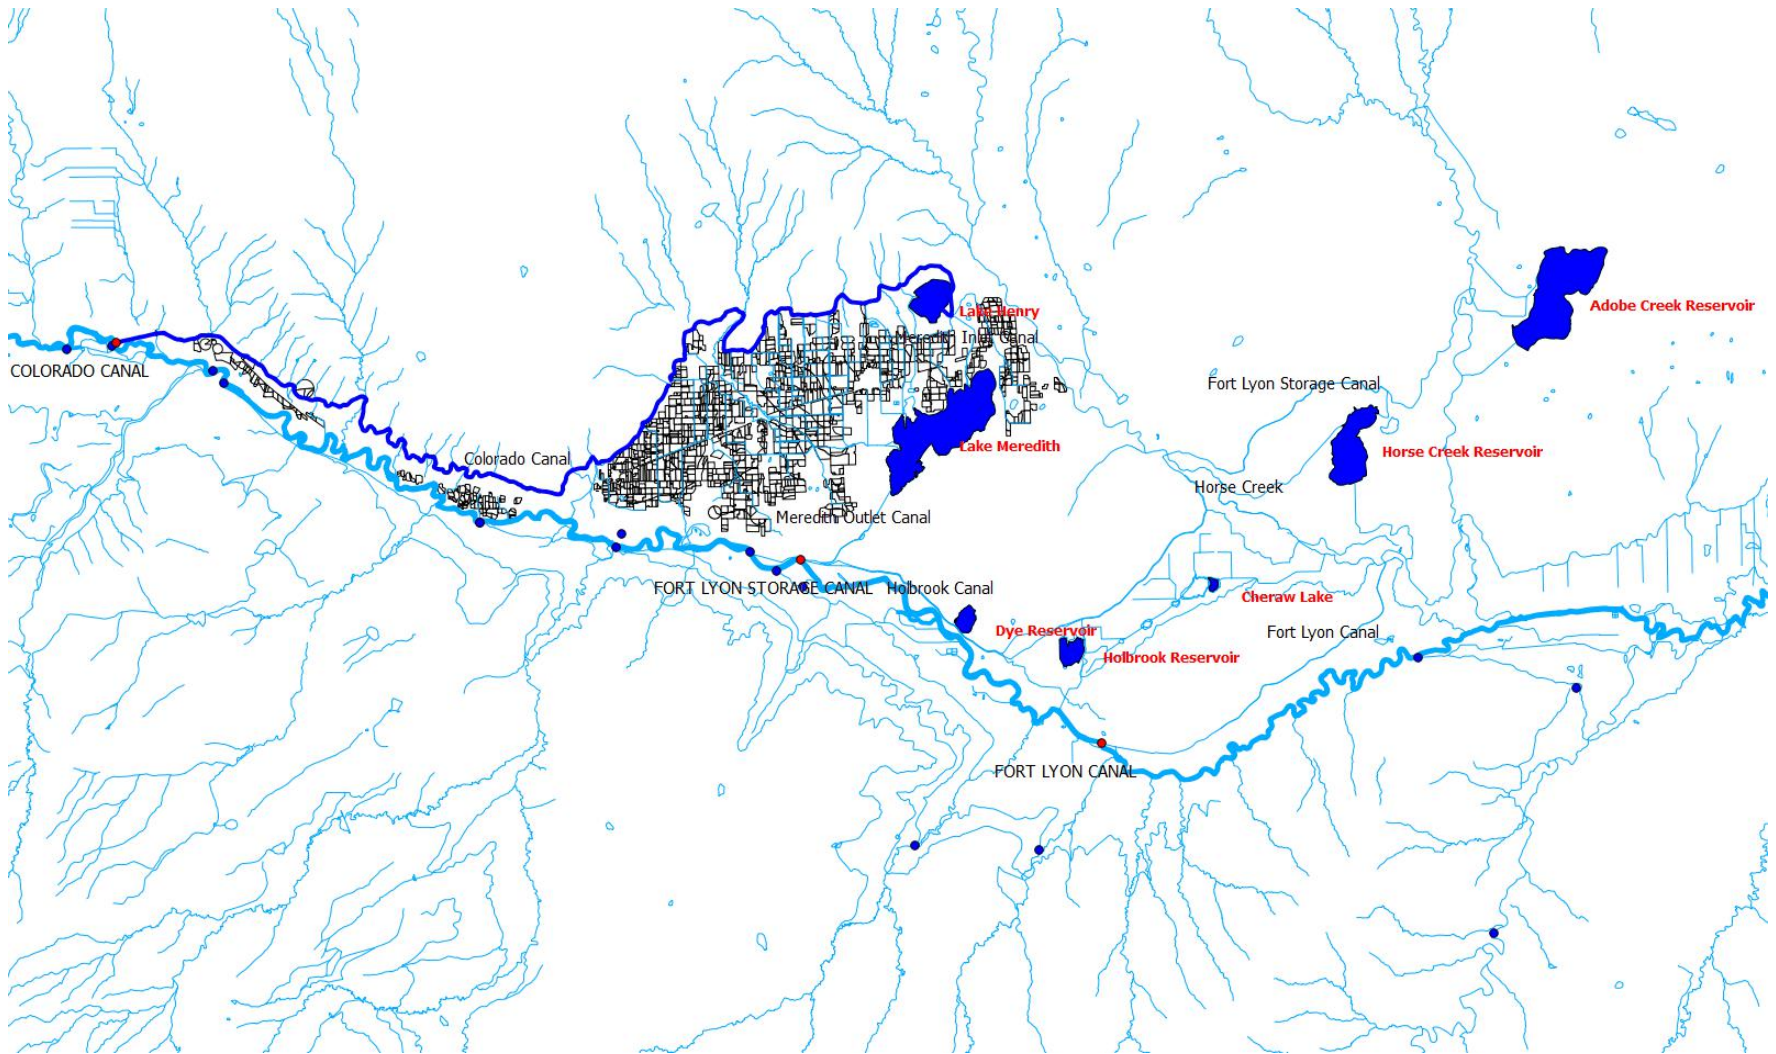 Adobe Creek Reservoir
Lake Henry
Meredith Inlet Canal
COLORADO CANAL
Fort Lyon Storage Canal
Lake Meredith
Horse Creek Reservoir
Colorado Canal
Horse Creek
Meredith Outlet Canal
FORT LYON STORAGE CANAL
Holbrook Canal
Cheraw Lake
Dye Reservoir
Fort Lyon Canal
Holbrook Reservoir
FORT LYON CANAL